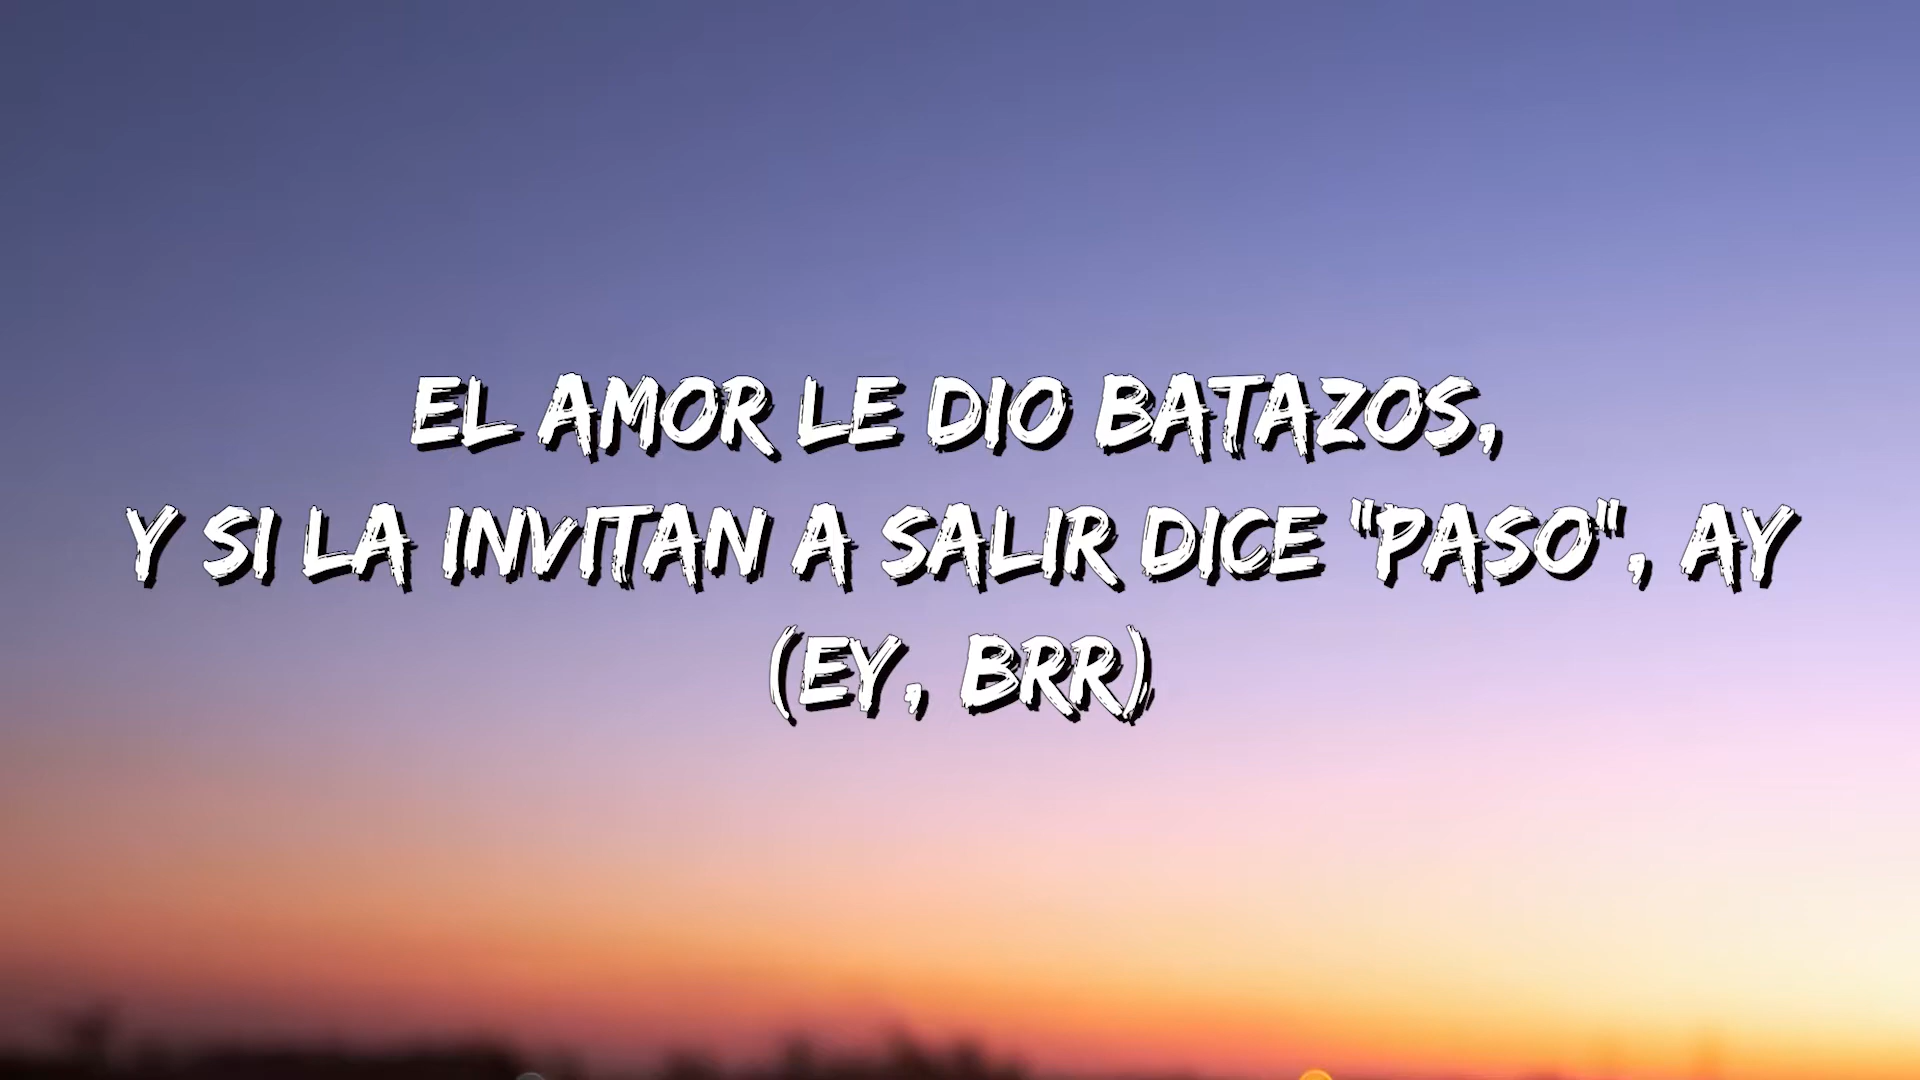 EL AMOR LE DIO BATAZOS,
Y SI LA INVITAN A SALIR DICE "PASO", AY
(EY, BRR)